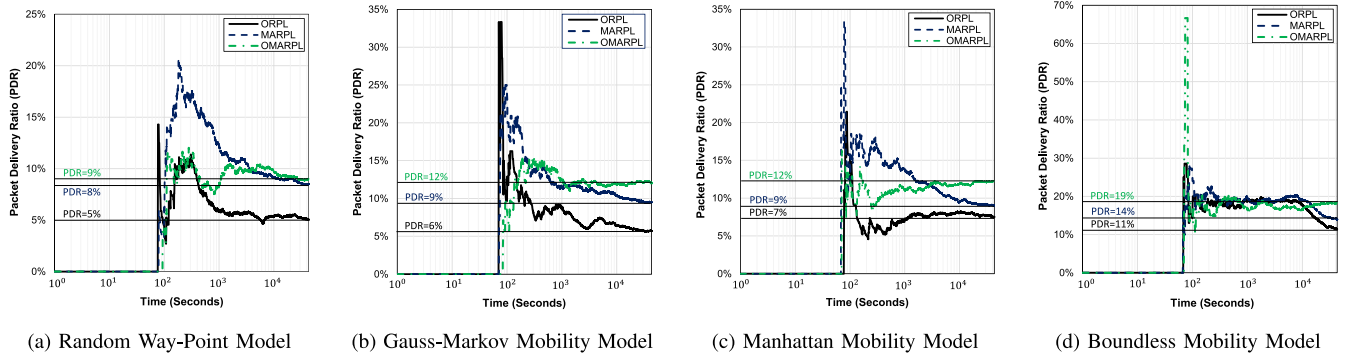 25%
20%
15%
10%
5%
0%
Packet Delivery Ratio (PDR)
ORPL
MARPL
OMARPL
PDR=9%
PDR=8%
PDR=5%
10^0 10^1 10^2 10^3 10^4
Time (Seconds)
(a) Random Way-Point Model
35%
30%
25%
20%
15%
10%
5%
0%
Packet Delivery Ratio (PDR)
ORPL
MARPL
OMARPL
PDR=12%
PDR=9%
PDR=6%
10^0 10^1 10^2 10^3 10^4
Time (Seconds)
(b) Gauss-Markov Mobility Model
35%
30%
25%
20%
15%
10%
5%
0%
Packet Delivery Ratio (PDR)
ORPL
MARPL
OMARPL
PDR=12%
PDR=9%
PDR=7%
10^0 10^1 10^2 10^3 10^4
Time (Seconds)
(c) Manhattan Mobility Model
70%
60%
50%
40%
30%
20%
10%
0%
Packet Delivery Ratio (PDR)
ORPL
MARPL
OMARPL
PDR=19%
PDR=14%
PDR=11%
10^0 10^1 10^2 10^3 10^4
Time (Seconds)
(d) Boundless Mobility Model